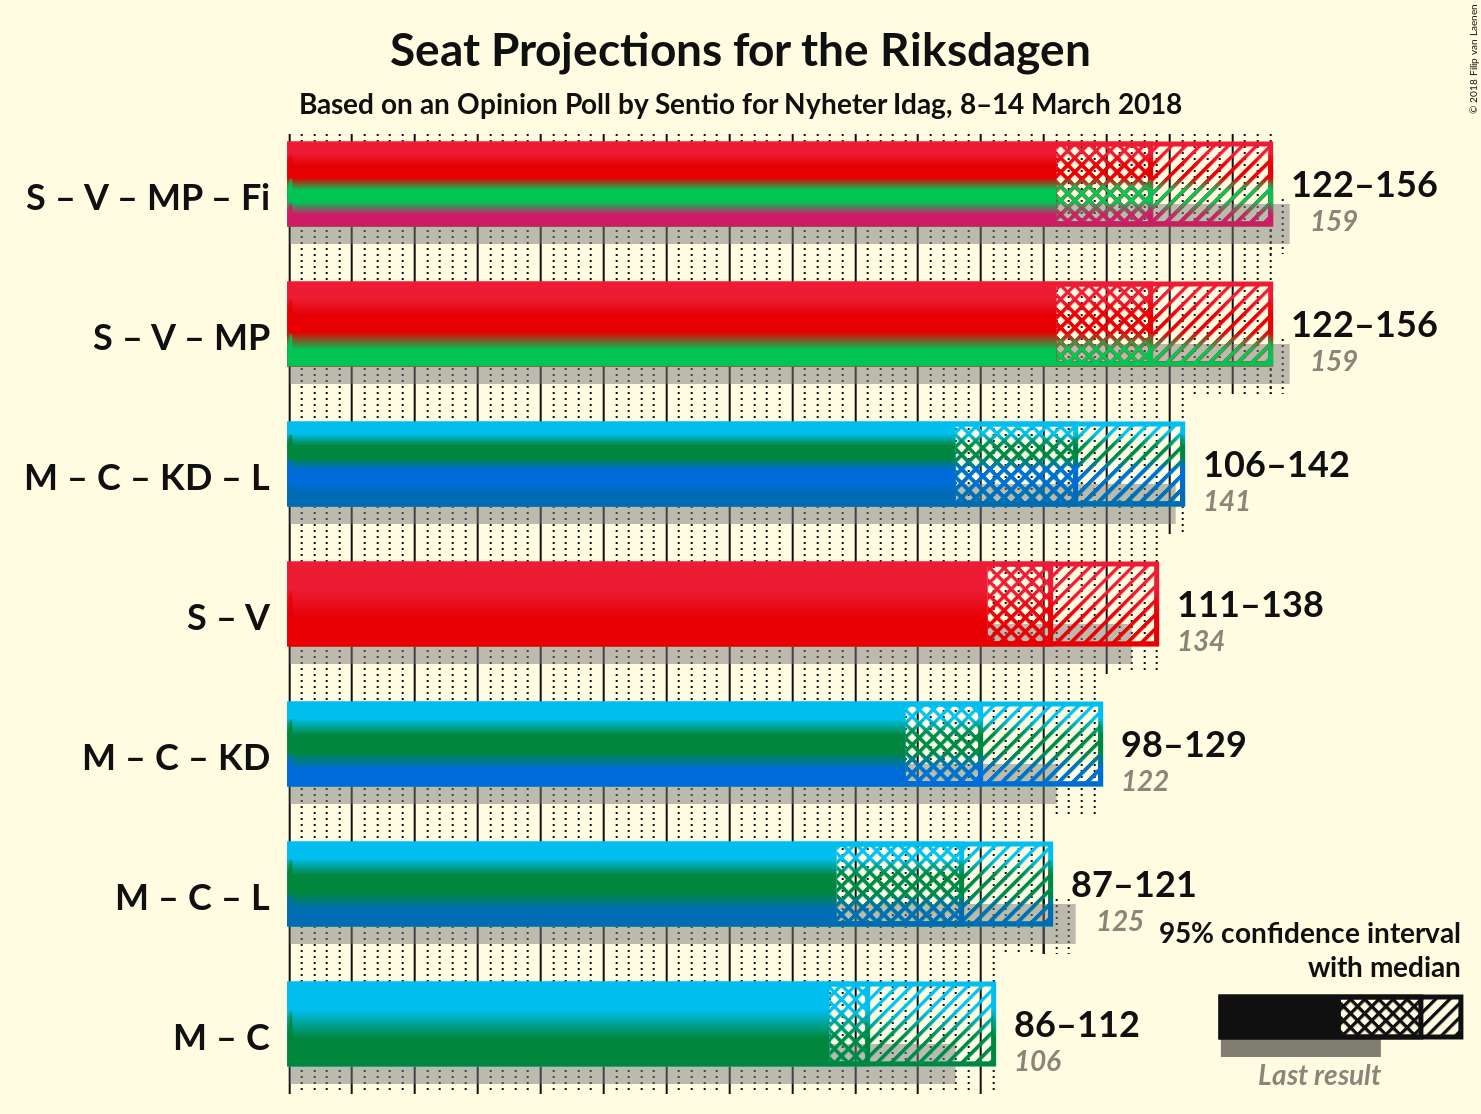 Seat Projections for the Riksdagen
Based on an Opinion Poll by Sentio for Nyheter Idag, 8–14 March 2018
© 2018 Filip van Laenen
S – V – MP – Fi
122–156
159
S – V – MP
122–156
159
M – C – KD – L
106–142
141
S – V
111–138
134
M – C – KD
98–129
122
M – C – L
87–121
125
M – C
86–112
106
95% confidence interval
with median
Last result